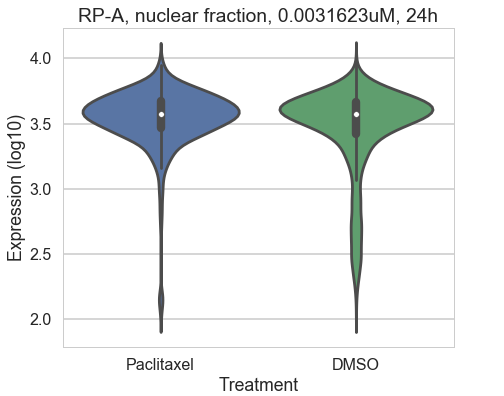 RP-A, nuclear fraction, 0.0031623uM, 24h
Expression (log10)
4.0
3.5
3.0
2.5
2.0
Paclitaxel DMSO
Treatment